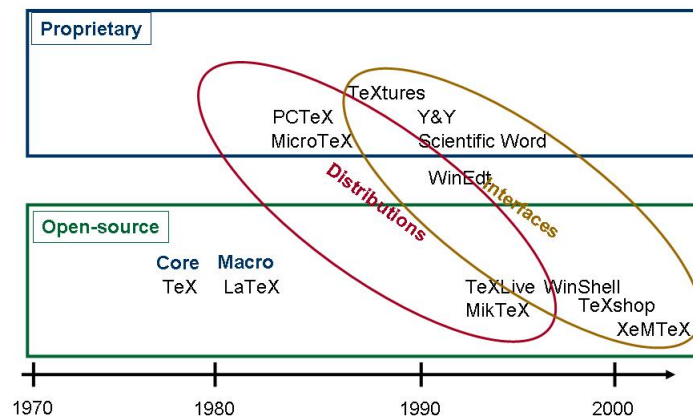 Proprietary
TeXtures
PCTeX
Y&Y
MicroTeX
Scientific Word
WinEdt
Distributions
Interfaces
Open-source
Core
Macro
TeX
LaTeX
TeXLive
WinShell
MikTeX
TeXshop
XeMTeX
1970
1980
1990
2000